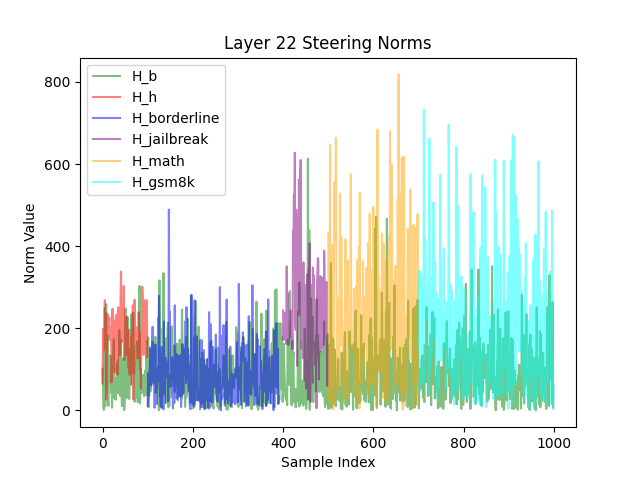 Layer 22 Steering Norms
H_b
H_h
H_borderline
H_jailbreak
H_math
H_gsm8k
Norm Value
800
600
400
200
0
0 200 400 600 800 1000
Sample Index